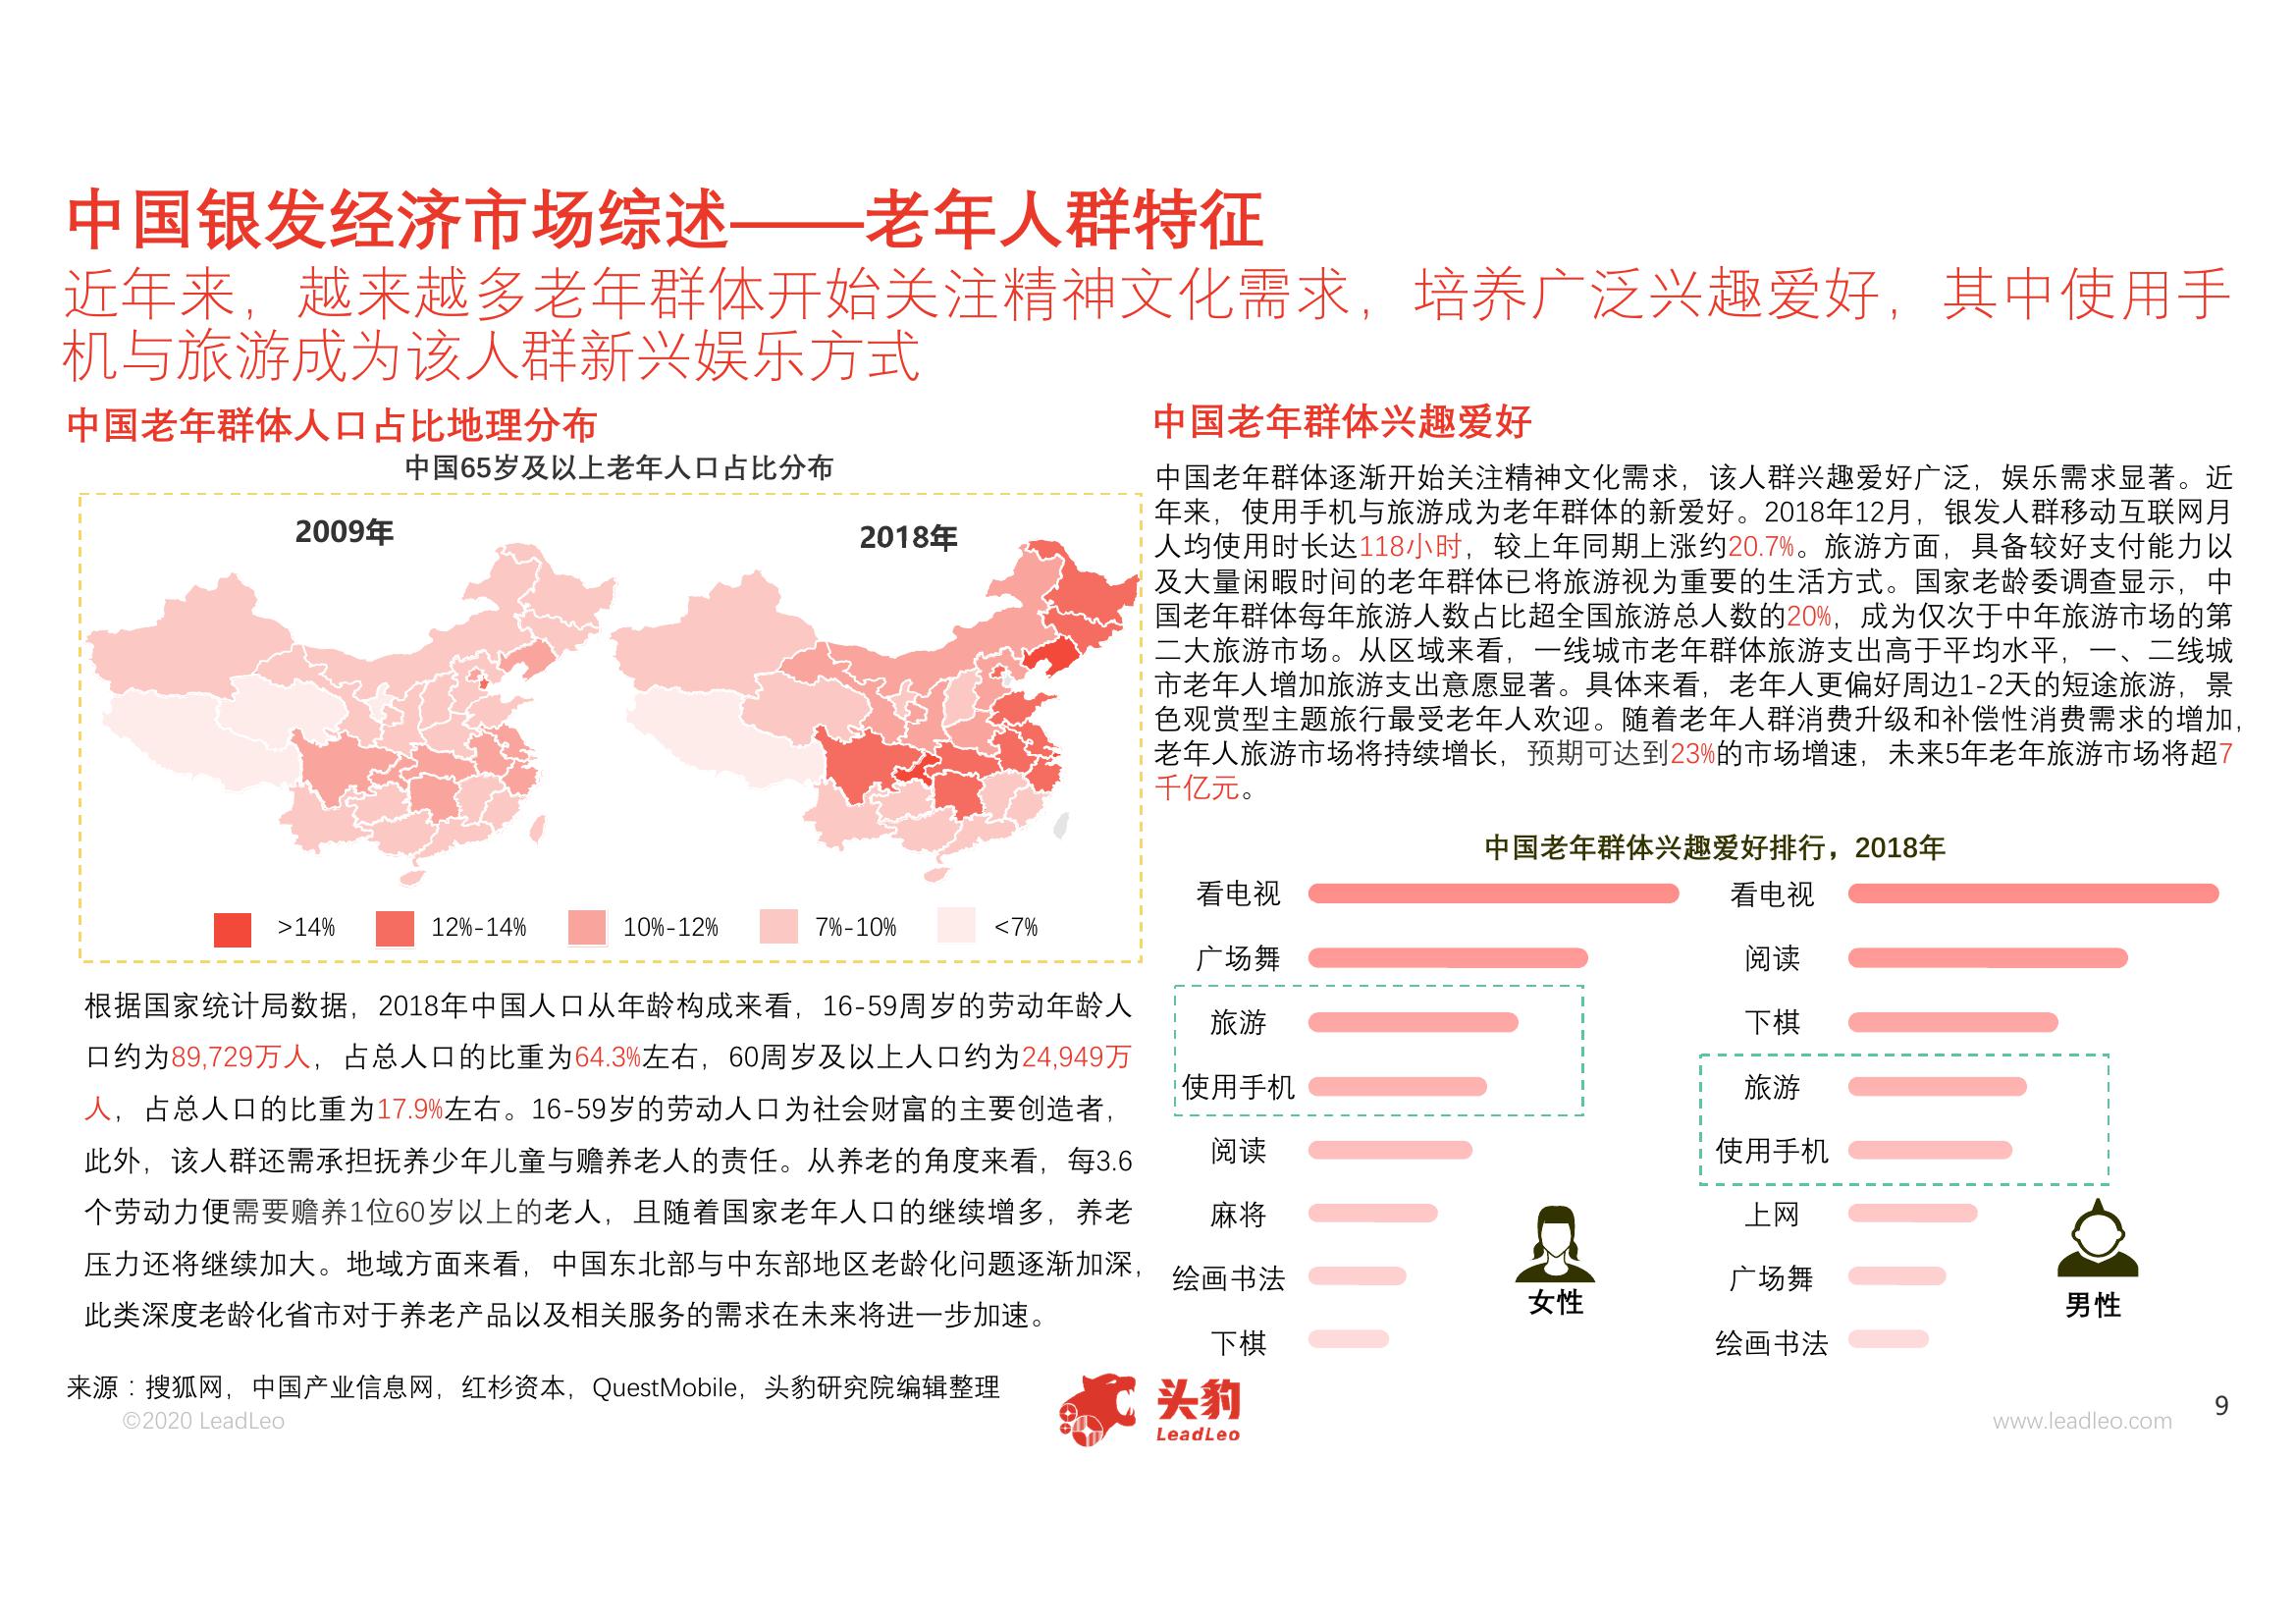 中国银发经济市场综述——老年人群特征
近年来，越来越多老年群体开始关注精神文化需求，培养广泛兴趣爱好，其中使用手
机与旅游成为该人群新兴娱乐方式
中国老年群体人口占比地理分布
中国65岁及以上老年人口占比分布
2009年
2018年
>14%
12%-14%
10%-12%
7%-10%
<7%
根据国家统计局数据，2018年中国人口从年龄构成来看，16-59周岁的劳动年龄人
口约为89,729万人，占总人口的比重为64.3%左右，60周岁及以上人口约为24,949万
人，占总人口的比重为17.9%左右。16-59岁的劳动人口为社会财富的主要创造者，
此外，该人群还需承担抚养少年儿童与赡养老人的责任。从养老的角度来看，每3.6
个劳动力便需要赡养1位60岁以上的老人，且随着国家老年人口的继续增多，养老
压力还将继续加大。地域方面来看，中国东北部与中东部地区老龄化问题逐渐加深，
此类深度老龄化省市对于养老产品以及相关服务的需求在未来将进一步加速。
中国老年群体兴趣爱好
中国老年群体逐渐开始关注精神文化需求，该人群兴趣爱好广泛，娱乐需求显著。近
年来，使用手机与旅游成为老年群体的新爱好。2018年12月，银发人群移动互联网月
人均使用时长达118小时，较上年同期上涨约20.7%。旅游方面，具备较好支付能力以
及大量闲暇时间的老年群体已将旅游视为重要的生活方式。国家老龄委调查显示，中
国老年群体每年旅游人数占比超全国旅游总人数的20%，成为仅次于中年旅游市场的第
二大旅游市场。从区域来看，一线城市老年群体旅游支出高于平均水平，一、二线城
市老年人增加旅游支出意愿显著。具体来看，老年人更偏好周边1-2天的短途旅游，景
色观赏型主题旅行最受老年人欢迎。随着老年人群消费升级和补偿性消费需求的增加，
老年人旅游市场将持续增长，预期可达到23%的市场增速，未来5年老年旅游市场将超7
千亿元。
中国老年群体兴趣爱好排行，2018年
看电视
广场舞
旅游
使用手机
阅读
麻将
绘画书法
下棋
女性
看电视
阅读
下棋
旅游
使用手机
上网
广场舞
绘画书法
男性
来源：搜狐网，中国产业信息网，红杉资本，QuestMobile，头豹研究院编辑整理
©2020 LeadLeo
头豹
LeadLeo
www.leadleo.com
9